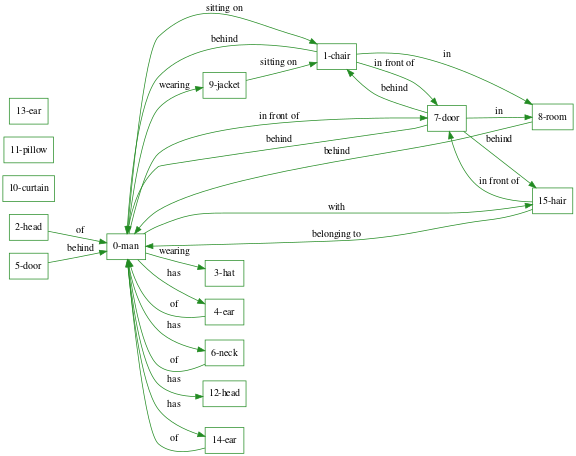 sitting on
behind
1-chair
in
wearing
9-jacket
sitting on
in front of
behind
13-ear
in front of
7-door
in
8-room
11-pillow
behind
behind
behind
10-curtain
in front of
15-hair
2-head
of
with
belonging to
behind
0-man
wearing
5-door
has
3-hat
of
4-ear
has
of
6-neck
has
12-head
has
of
14-ear